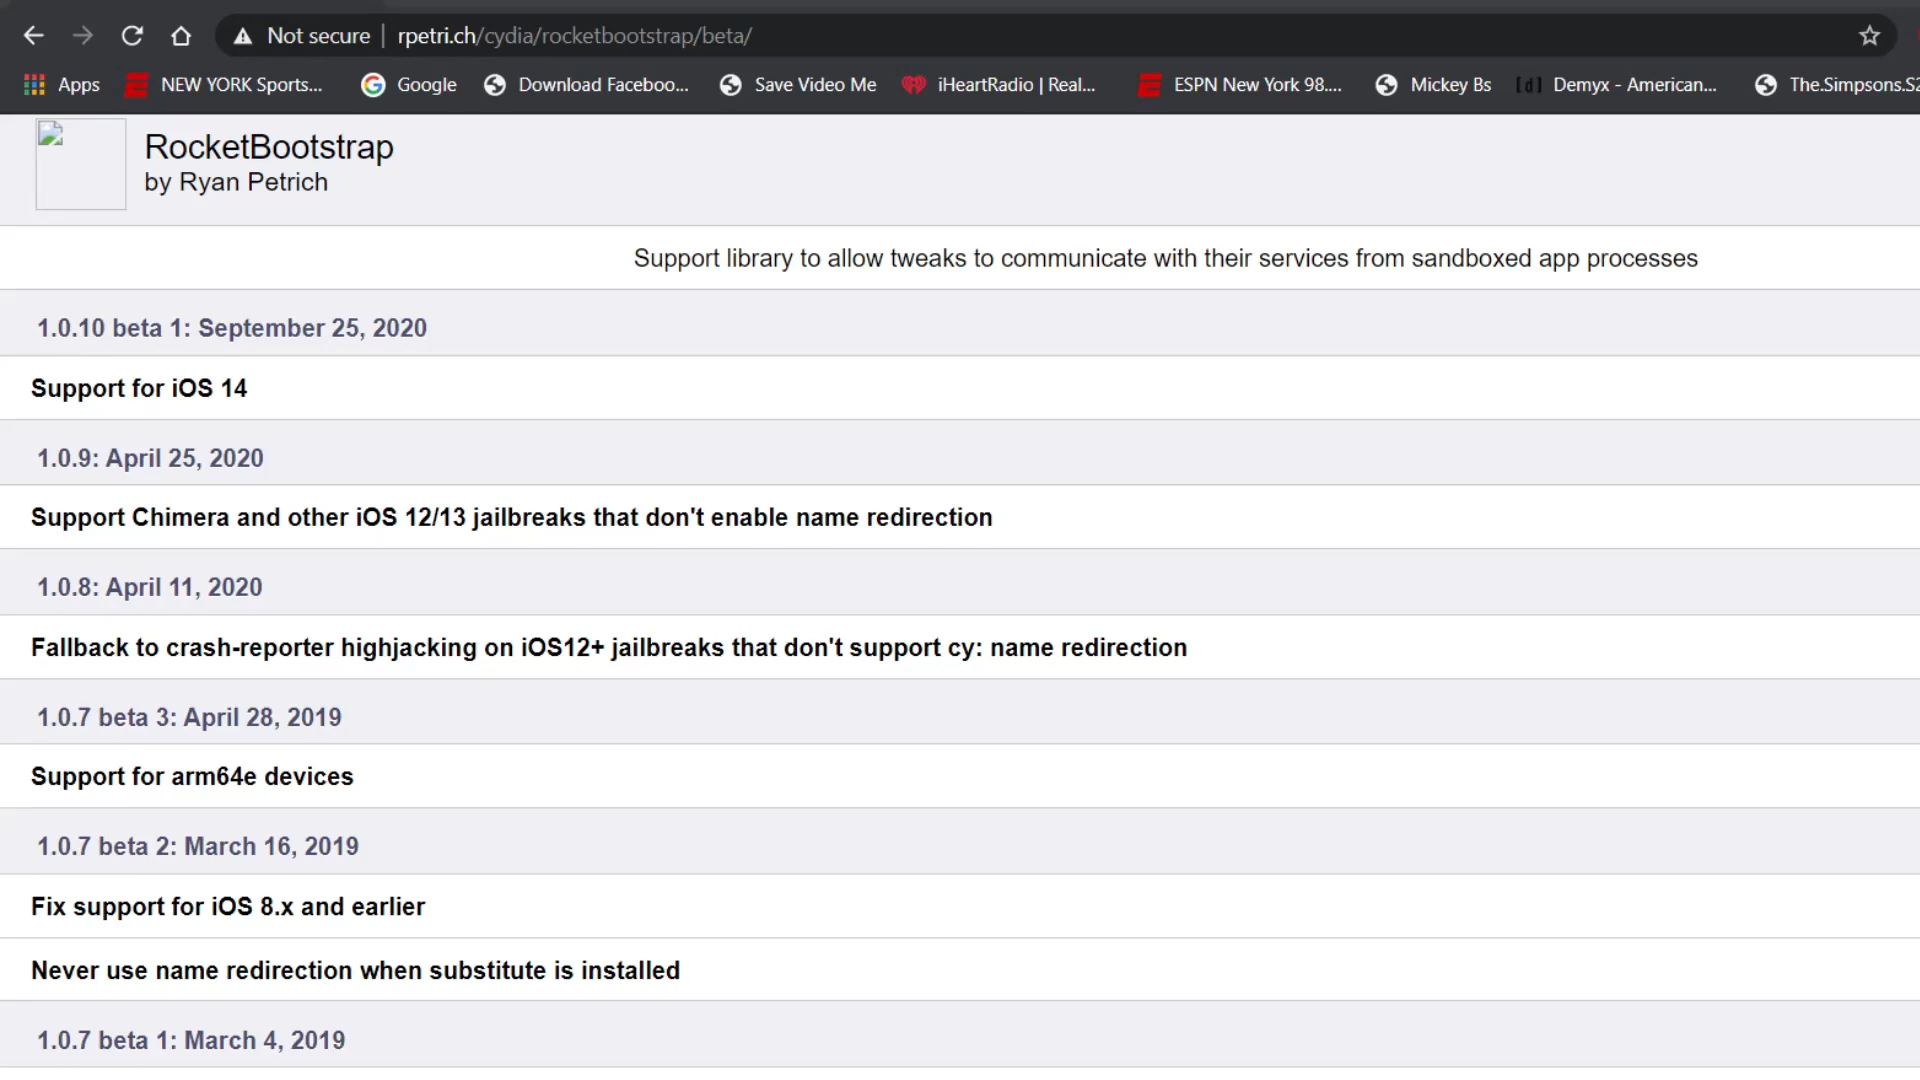 Not secure | rpetri.ch/cydia/rocketbootstrap/beta/
Apps NEW YORK Sports... Google Download Faceboo... Save Video Me iHeartRadio | Real... ESPN New York 98.... Mickey Bs [d] Demyx - American... The.Simpsons.S2
RocketBootstrap
by Ryan Petrich
Support library to allow tweaks to communicate with their services from sandboxed app processes
1.0.10 beta 1: September 25, 2020
Support for iOS 14
1.0.9: April 25, 2020
Support Chimera and other iOS 12/13 jailbreaks that don't enable name redirection
1.0.8: April 11, 2020
Fallback to crash-reporter highjacking on iOS12+ jailbreaks that don't support cy: name redirection
1.0.7 beta 3: April 28, 2019
Support for arm64e devices
1.0.7 beta 2: March 16, 2019
Fix support for iOS 8.x and earlier
Never use name redirection when substitute is installed
1.0.7 beta 1: March 4, 2019